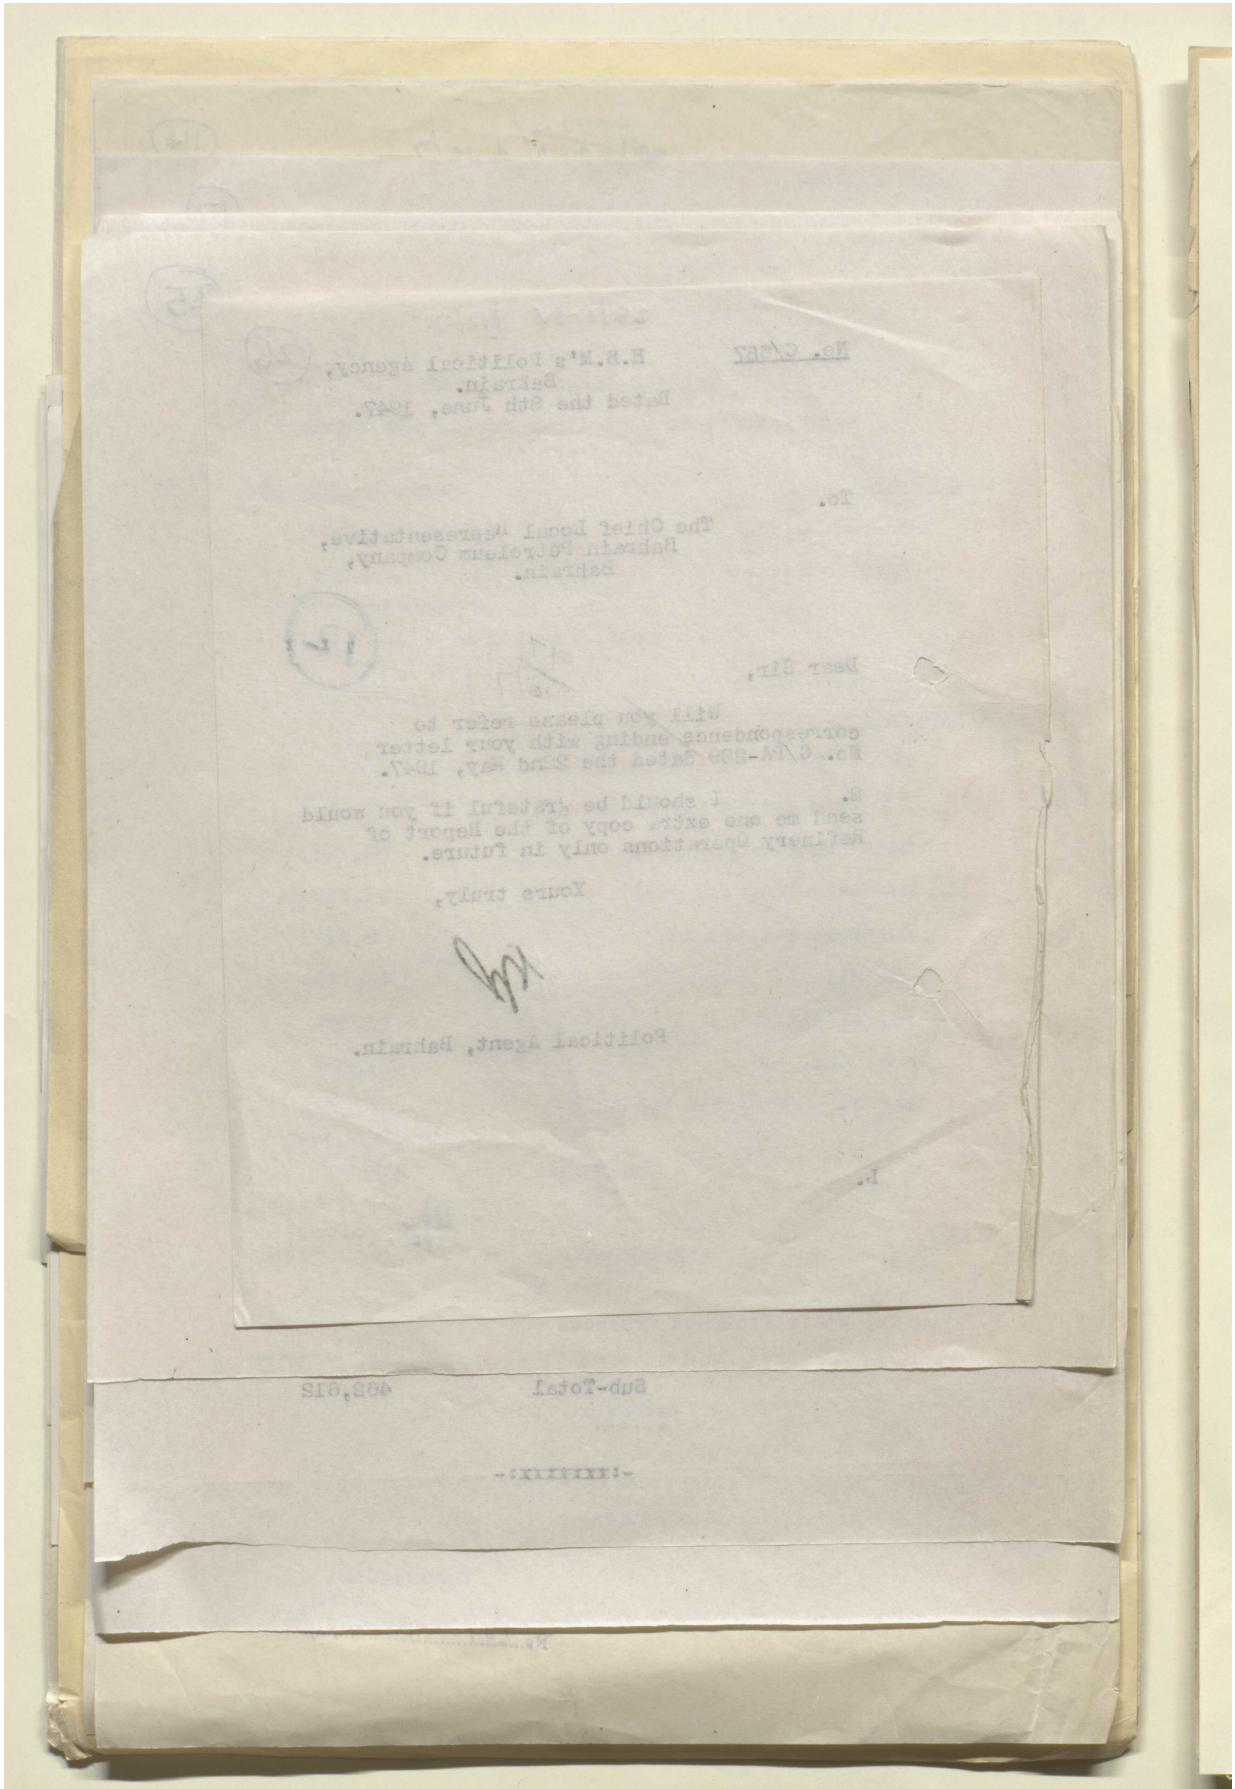 H.B.M's Political Agency,
Bahrain.
Dated the 8th June, 1947.
To.
The Chief Local Representative,
Bahrain Petroleum Company,
Bahrain.
Dear Sir,
Will you please refer to
correspondence ending with your letter
No. C/PA-289 dated the 22nd May, 1947.
2. I should be grateful if you would
send me one extra copy of the Report of
Refinery Operations only in future.
Yours truly,
Political Agent, Bahrain.
L.
Sub-Total 462,612
-:xxxxxxx:-
No.